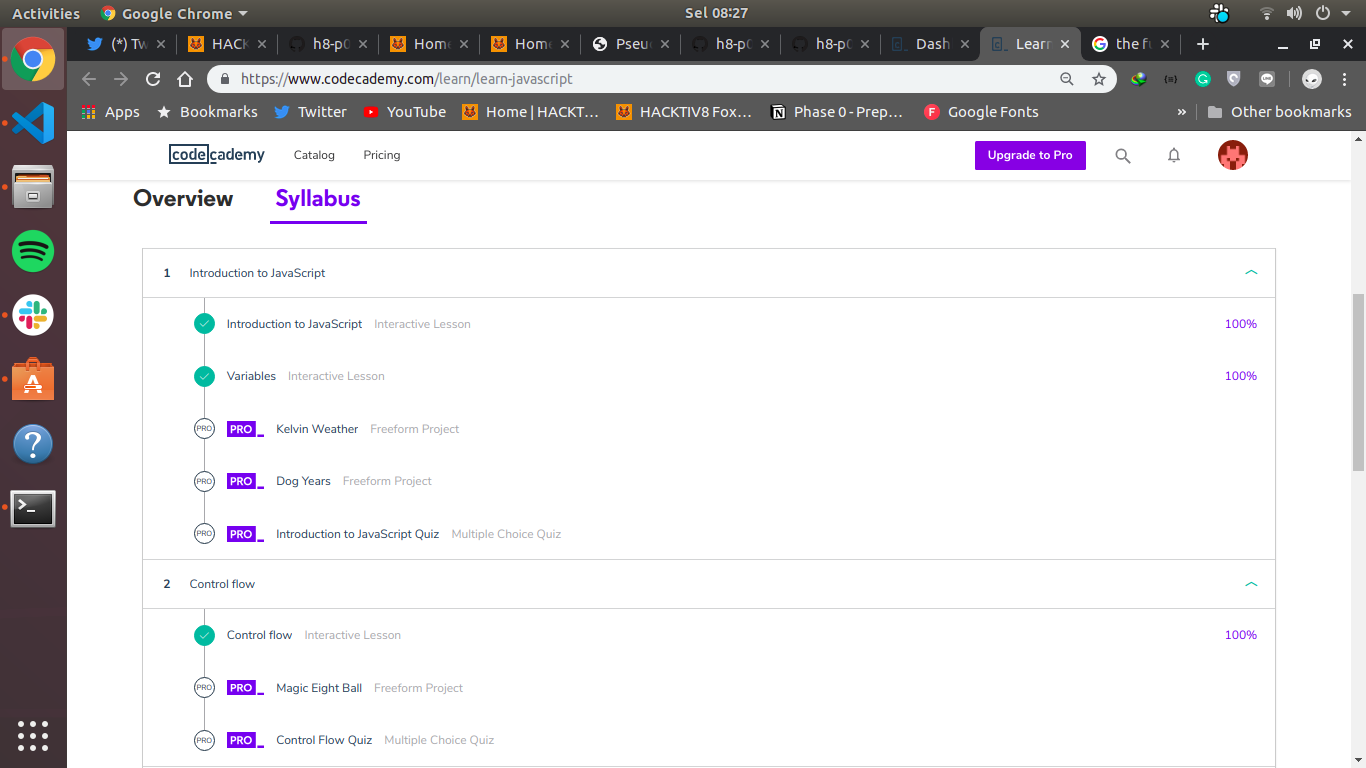 Activities Google Chrome Sel 08:27
(*) Tw HACK h8-p0 Home Home Pseu h8-p0 h8-p0 Dash Learn the fu
https://www.codecademy.com/learn/learn-javascript
Apps Bookmarks Twitter YouTube Home | HACKT… HACKTIV8 Fox… Phase 0 - Prep… Google Fonts » Other bookmarks
codecademy Catalog Pricing Upgrade to Pro
Overview Syllabus
1 Introduction to JavaScript
Introduction to JavaScript Interactive Lesson 100%
Variables Interactive Lesson 100%
PRO PRO_ Kelvin Weather Freeform Project
PRO PRO_ Dog Years Freeform Project
PRO PRO_ Introduction to JavaScript Quiz Multiple Choice Quiz
2 Control flow
Control flow Interactive Lesson 100%
PRO PRO_ Magic Eight Ball Freeform Project
PRO PRO_ Control Flow Quiz Multiple Choice Quiz